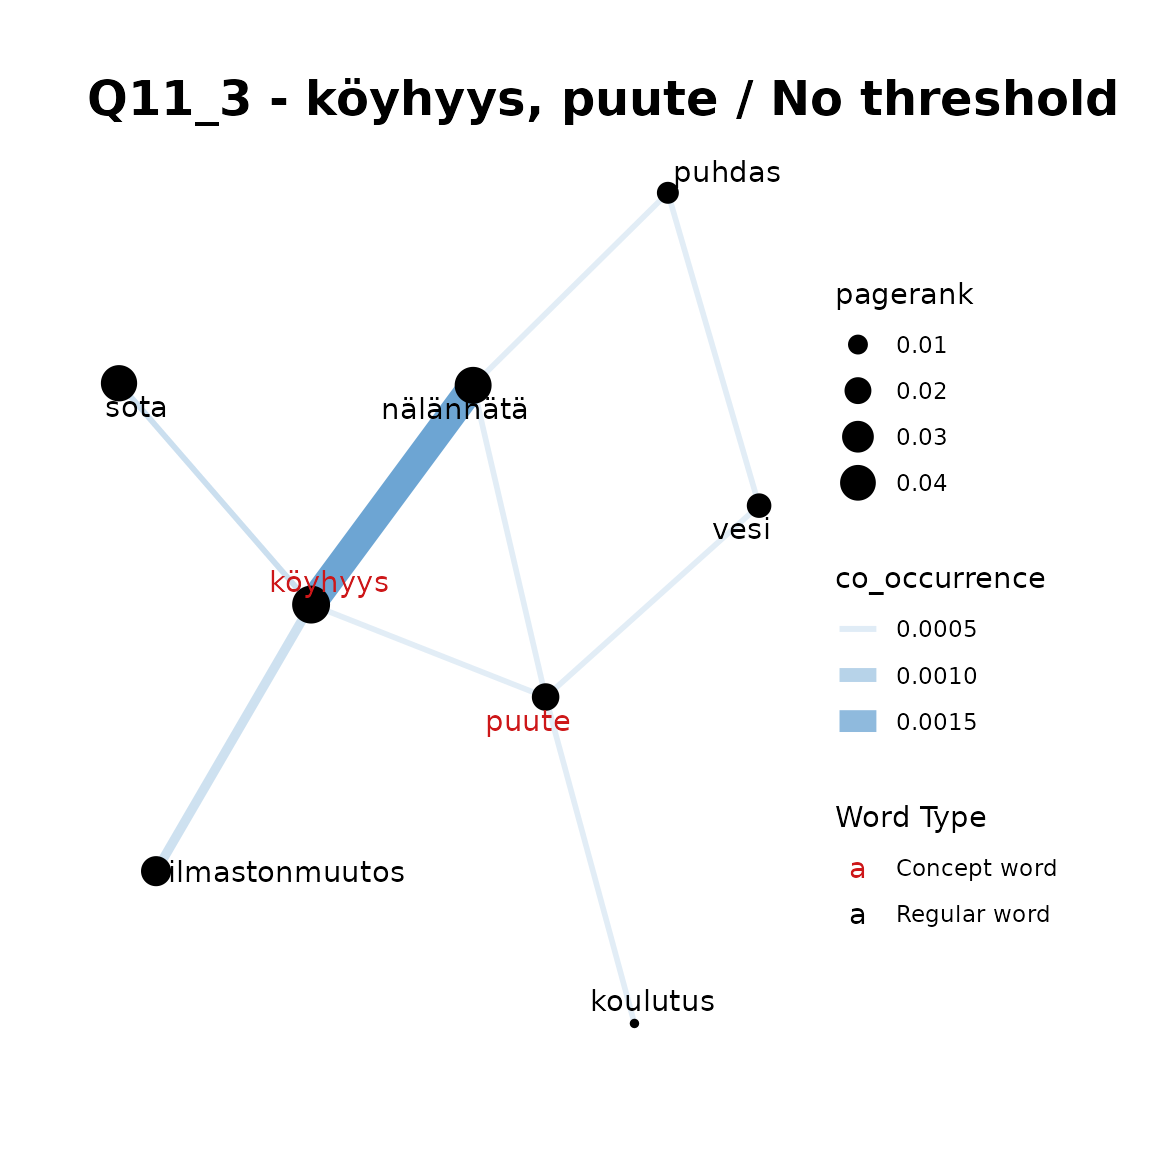 Q11_3 - köyhyys, puute / No threshold
puhdas
sota
nälänhätä
vesi
köyhyys
puute
ilmastonmuutos
koulutus
pagerank
0.01
0.02
0.03
0.04
co_occurrence
0.0005
0.0010
0.0015
Word Type
a Concept word
a Regular word